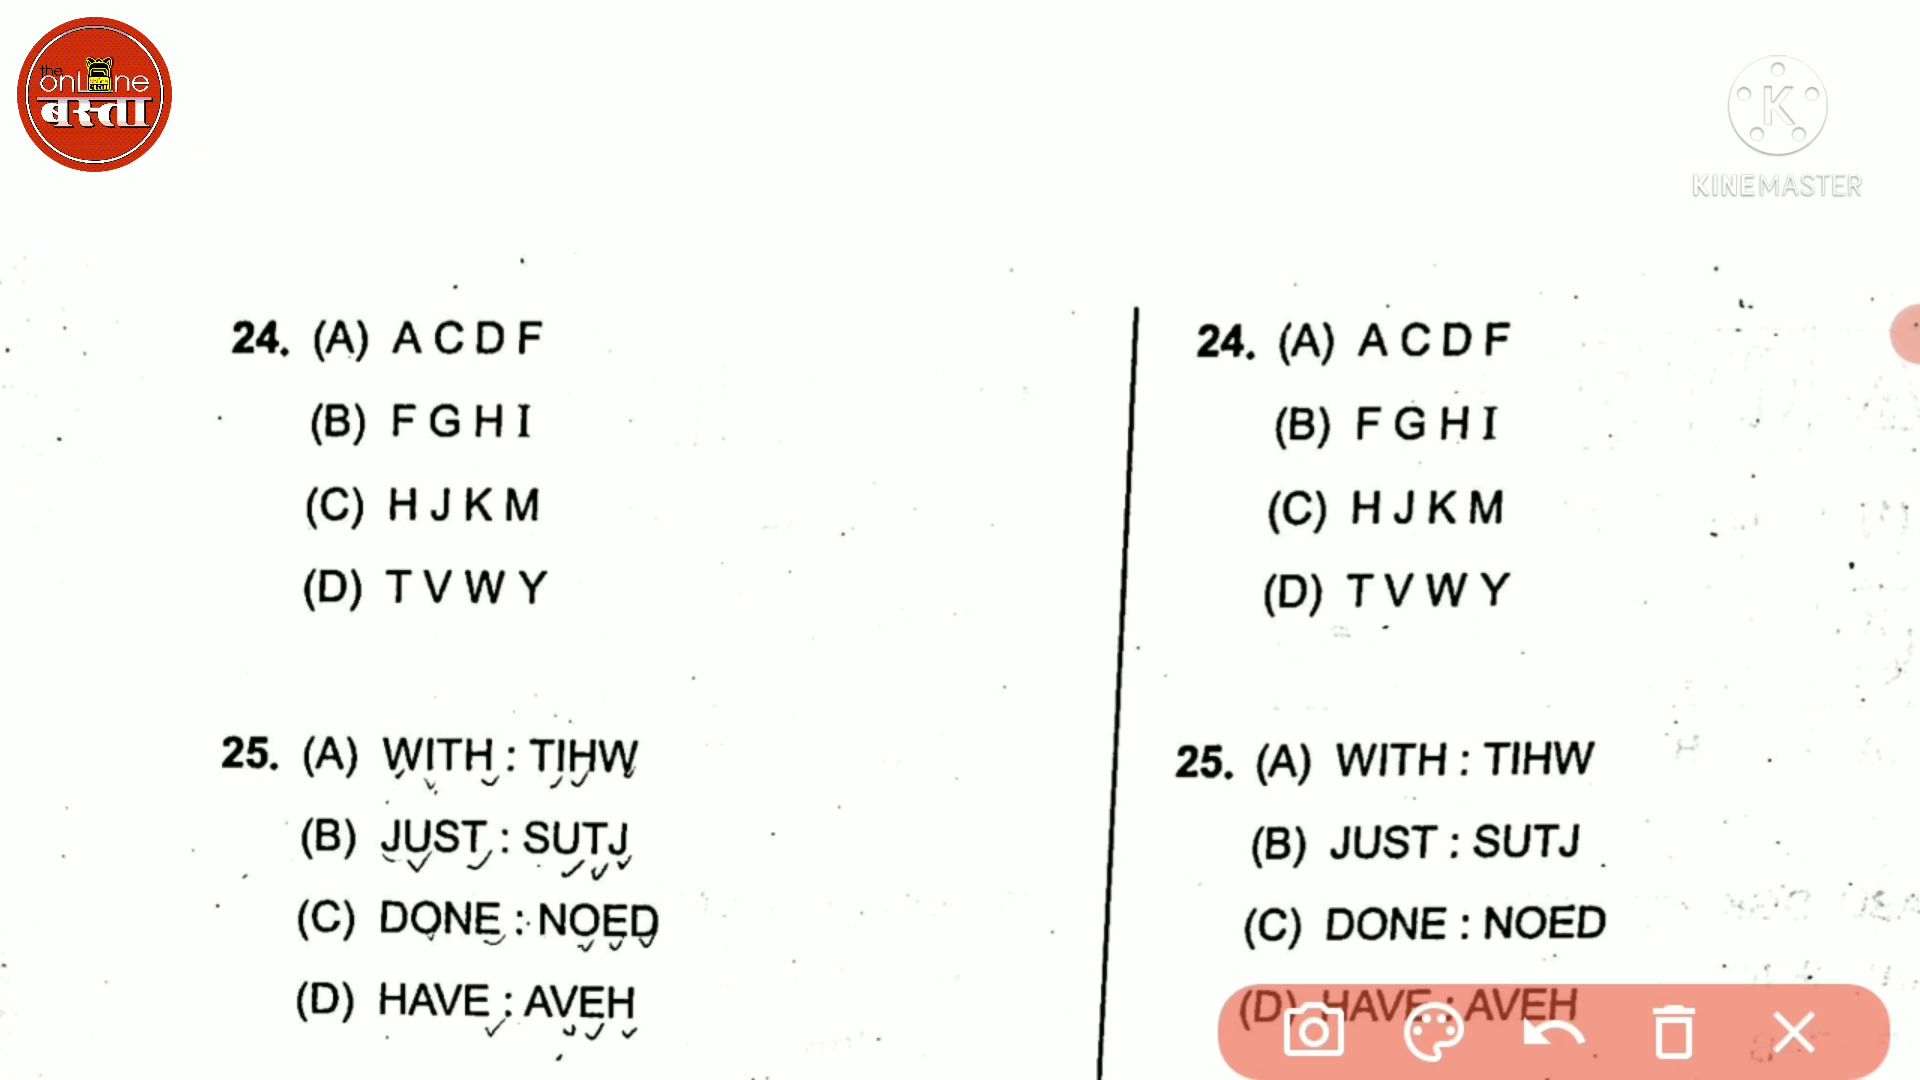 the
onLine
बस्ता
K
KINEMASTER
24. (A) A C D F
(B) F G H I
(C) H J K M
(D) T V W Y
25. (A) WITH : TIHW
(B) JUST : SUTJ
(C) DONE : NOED
(D) HAVE : AVEH
24. (A) A C D F
(B) F G H I
(C) H J K M
(D) T V W Y
25. (A) WITH : TIHW
(B) JUST : SUTJ
(C) DONE : NOED
(D) HAVE : AVEH